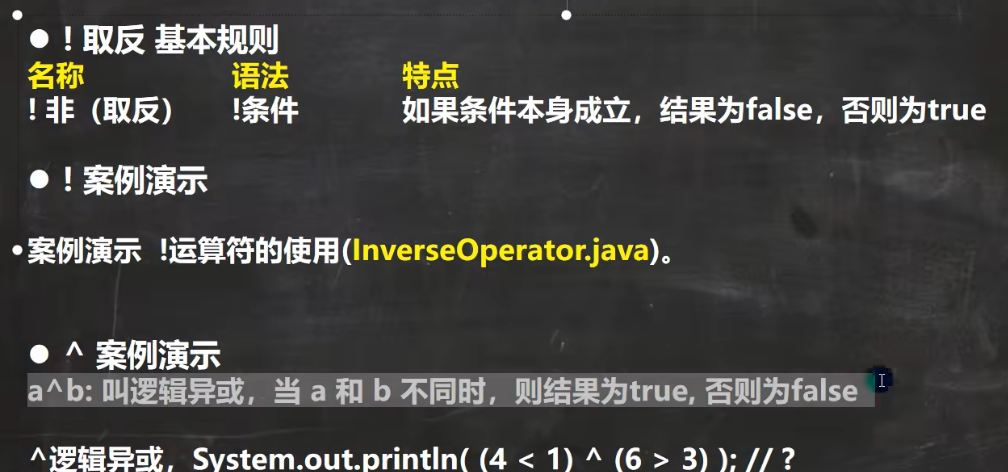 ● ! 取反 基本规则
名称 语法 特点
! 非（取反） !条件 如果条件本身成立，结果为false，否则为true
● ! 案例演示
• 案例演示 !运算符的使用(InverseOperator.java)。
● ^ 案例演示
a^b: 叫逻辑异或，当 a 和 b 不同时，则结果为true, 否则为false
^逻辑异或，System.out.println( (4 < 1) ^ (6 > 3) ); // ?